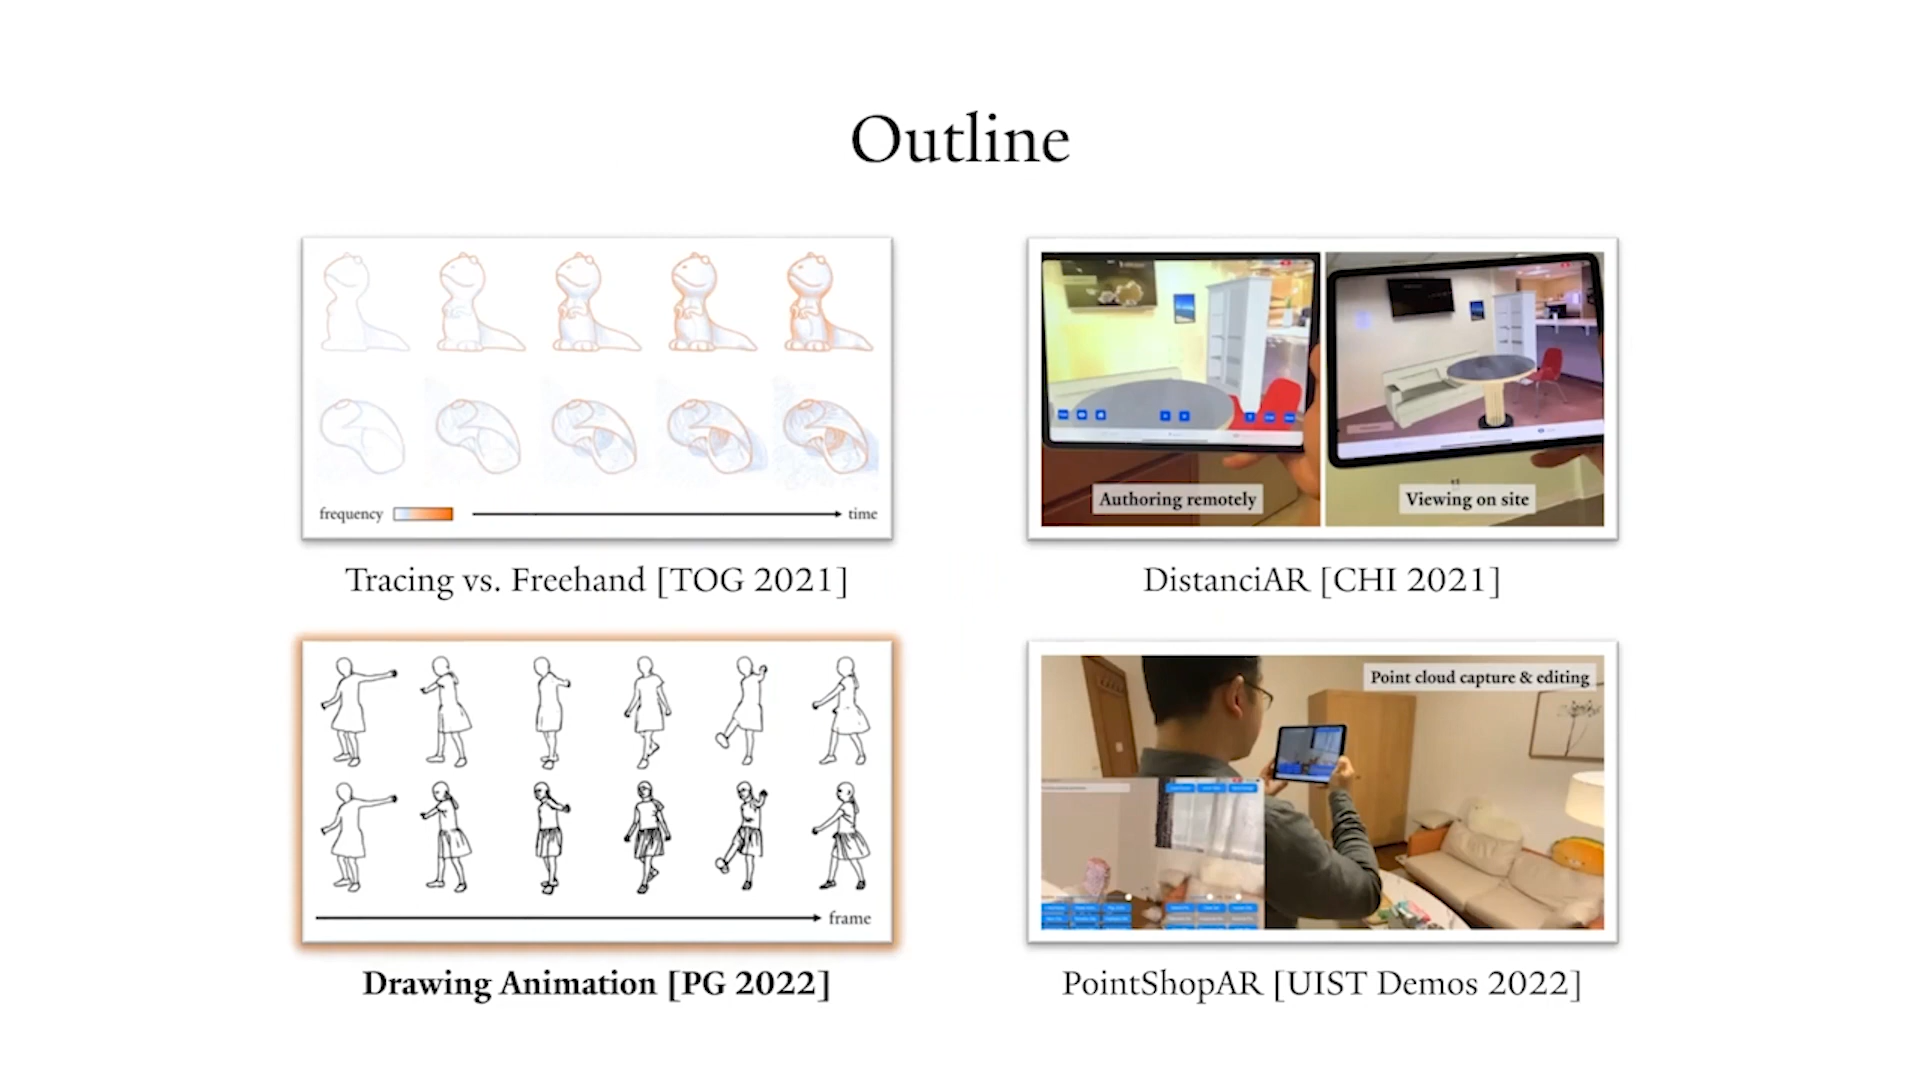 Outline
frequency
time
Tracing vs. Freehand [TOG 2021]
Authoring remotely
Viewing on site
DistanciAR [CHI 2021]
frame
Drawing Animation [PG 2022]
Point cloud capture & editing
PointShopAR [UIST Demos 2022]